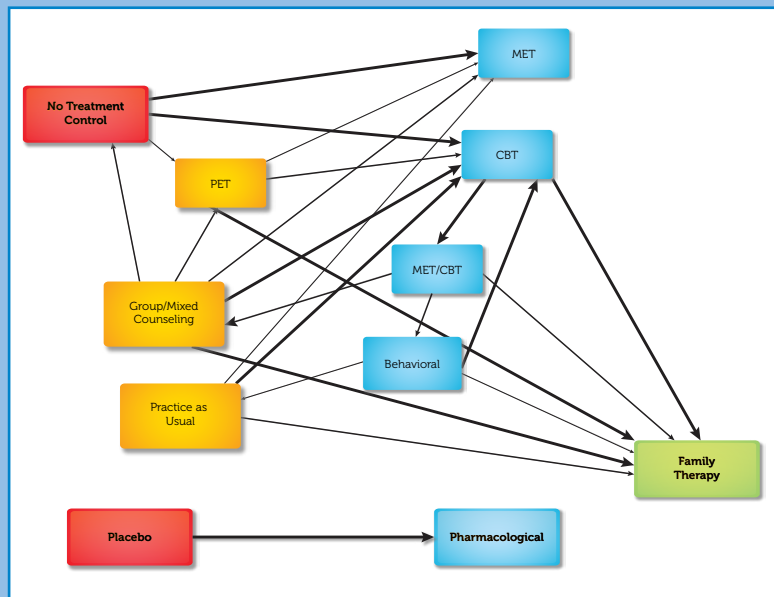 MET
No Treatment
Control
CBT
PET
MET/CBT
Group/Mixed
Counseling
Behavioral
Practice as
Usual
Family
Therapy
Placebo
Pharmacological